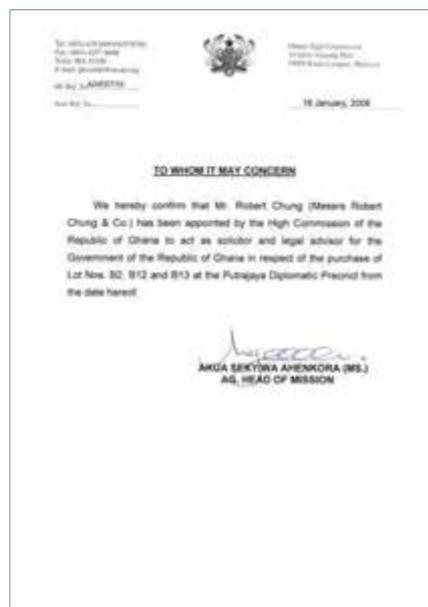 16 January, 2006
TO WHOM IT MAY CONCERN
We hereby confirm that Mr. Robert Chung (Messrs Robert
Chung & Co.) has been appointed by the High Commission of the
Republic of Ghana to act as solicitor and legal advisor for the
Government of the Republic of Ghana in respect of the purchase of
Lot Nos. B12 and B13 at the Putrajaya Diplomatic Precinct from
the date hereof.
AKUA SEKYIWA AHENKORA (MS.)
AG. HEAD OF MISSION